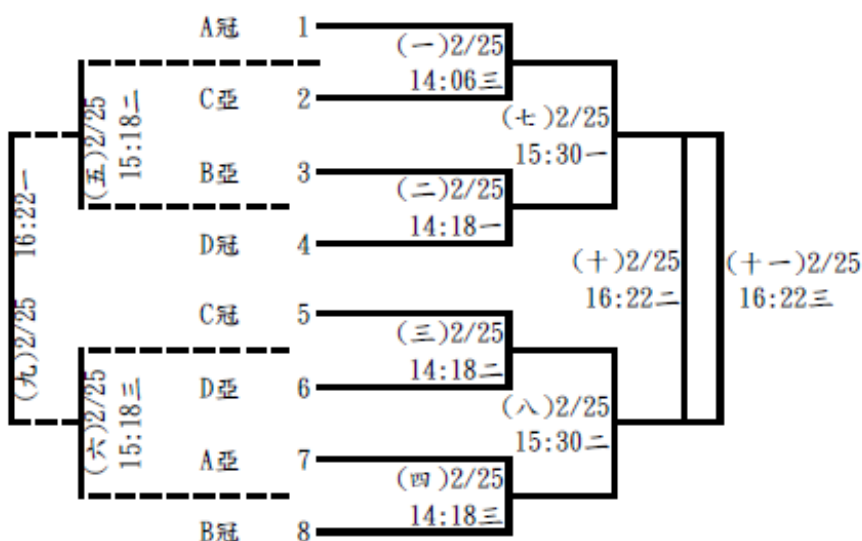 A冠 1
(一)2/25
14:06三
C亞 2
(五)2/25
15:18二
(七)2/25
15:30一
B亞 3
(二)2/25
14:18一
D冠 4
(九)2/25 16:22一
(十)2/25
16:22二
(十一)2/25
16:22三
C冠 5
(三)2/25
14:18二
D亞 6
(六)2/25
15:18三
(八)2/25
15:30二
A亞 7
(四)2/25
14:18三
B冠 8